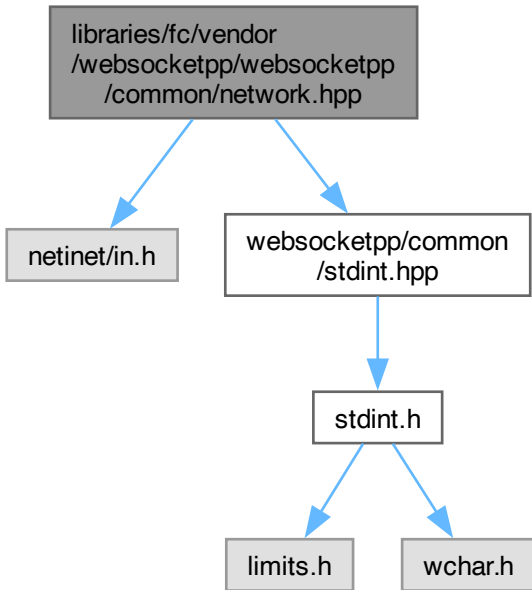 libraries/fc/vendor
/websocketpp/websocketpp
/common/network.hpp
netinet/in.h
websocketpp/common
/stdint.hpp
stdint.h
limits.h
wchar.h